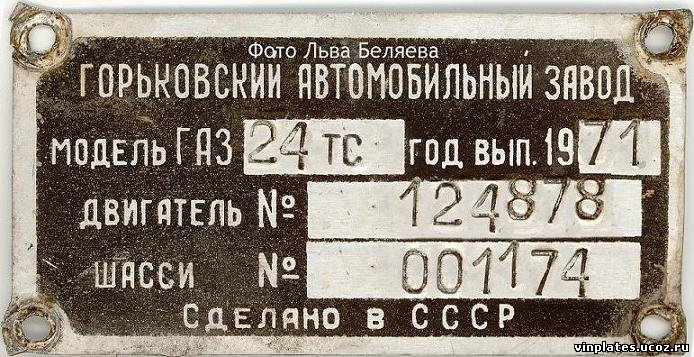 Фото Льва Беляева
ГОРЬКОВСКИЙ АВТОМОБИЛЬНЫЙ ЗАВОД
МОДЕЛЬ ГАЗ 24 ТС ГОД ВЫП. 1971
ДВИГАТЕЛЬ № 124878
ШАССИ № 001174
СДЕЛАНО В СССР
vinplates.ucoz.ru